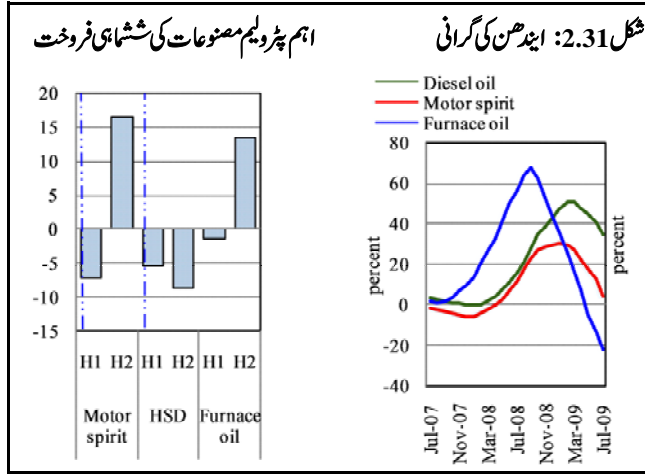 شکل 2.31: ایندھن کی گرانی
Diesel oil
Motor spirit
Furnace oil
80
60
40
20
0
-20
-40
percent
percent
Jul-07
Nov-07
Mar-08
Jul-08
Nov-08
Mar-09
Jul-09
اہم پٹرولیم مصنوعات کی ششماہی فروخت
20
15
10
5
0
-5
-10
-15
H1 H2 H1 H2 H1 H2
Motor spirit
HSD
Furnace oil